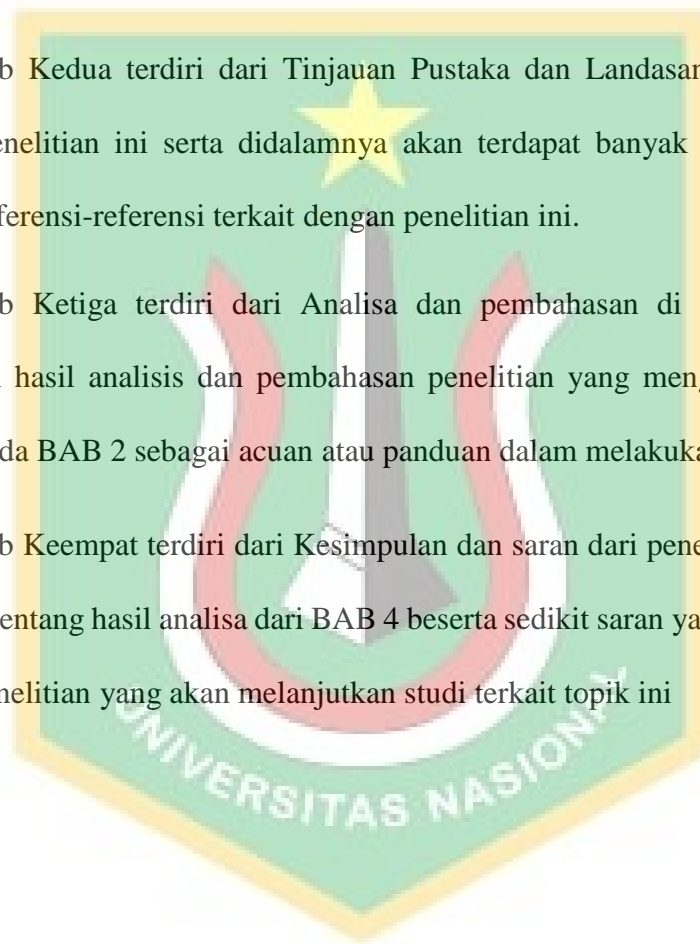 b Kedua terdiri dari Tinjauan Pustaka dan Landasan
enelitian ini serta didalamnya akan terdapat banyak
ferensi-referensi terkait dengan penelitian ini.
b Ketiga terdiri dari Analisa dan pembahasan di
hasil analisis dan pembahasan penelitian yang meng
da BAB 2 sebagai acuan atau panduan dalam melakuka
b Keempat terdiri dari Kesimpulan dan saran dari pene
entang hasil analisa dari BAB 4 beserta sedikit saran ya
nelitian yang akan melanjutkan studi terkait topik ini
UNIVERSITAS NASIONAL